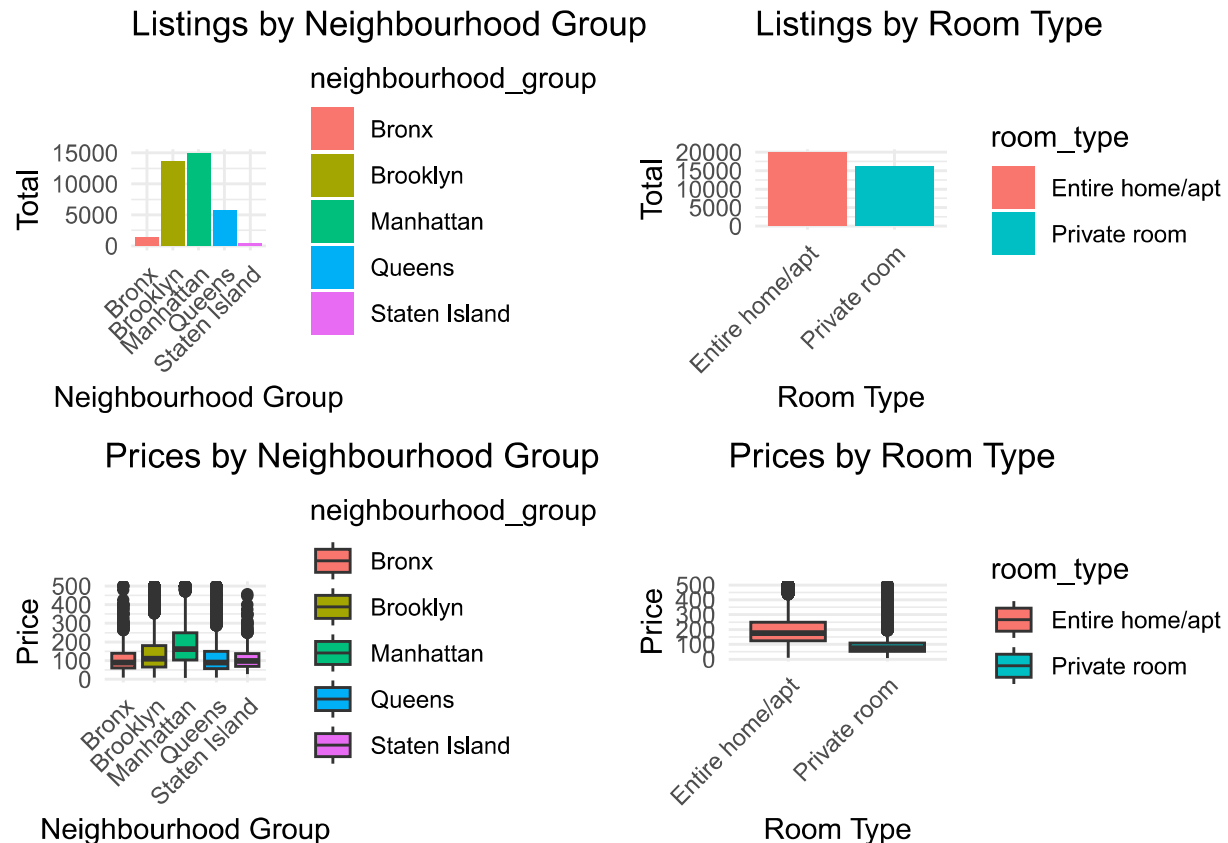 Listings by Neighbourhood Group
Total
15000
10000
5000
0
Bronx
Brooklyn
Manhattan
Queens
Staten Island
Neighbourhood Group
neighbourhood_group
Bronx
Brooklyn
Manhattan
Queens
Staten Island
Listings by Room Type
Total
20000
15000
10000
5000
0
Entire home/apt
Private room
Room Type
room_type
Entire home/apt
Private room
Prices by Neighbourhood Group
Price
500
400
300
200
100
0
Bronx
Brooklyn
Manhattan
Queens
Staten Island
Neighbourhood Group
neighbourhood_group
Bronx
Brooklyn
Manhattan
Queens
Staten Island
Prices by Room Type
Price
500
400
300
200
100
0
Entire home/apt
Private room
Room Type
room_type
Entire home/apt
Private room